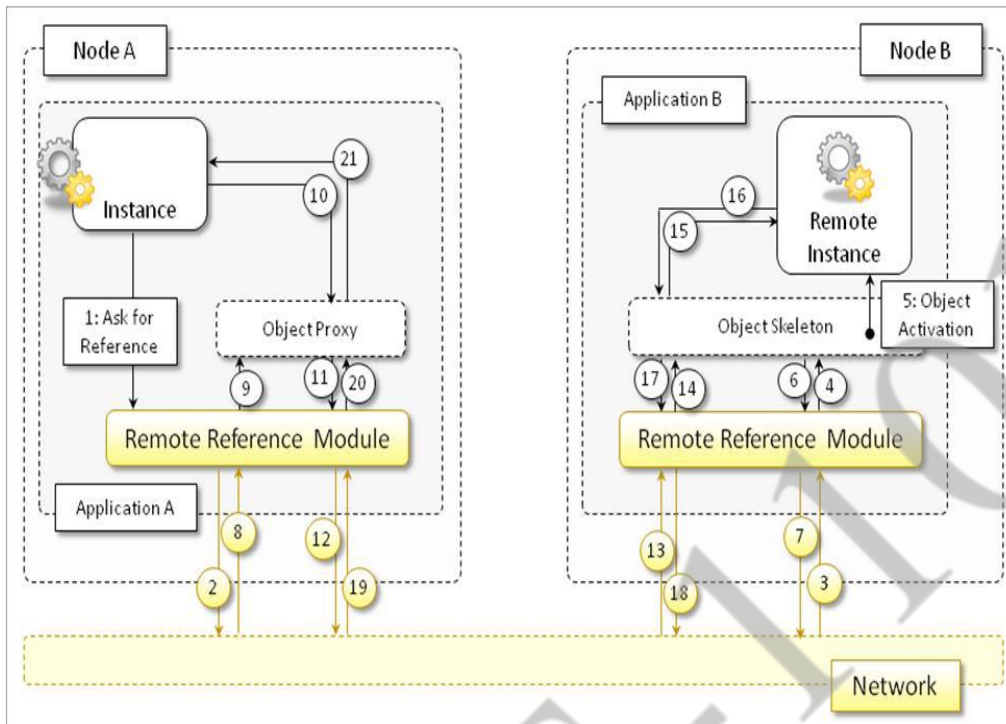 Node A
Node B
Application B
21
10
16
15
Instance
Remote
Instance
1: Ask for
Reference
Object Proxy
Object Skeleton
5: Object
Activation
9
11
20
17
14
6
4
Remote Reference Module
Remote Reference Module
Application A
8
12
13
7
2
19
18
3
Network